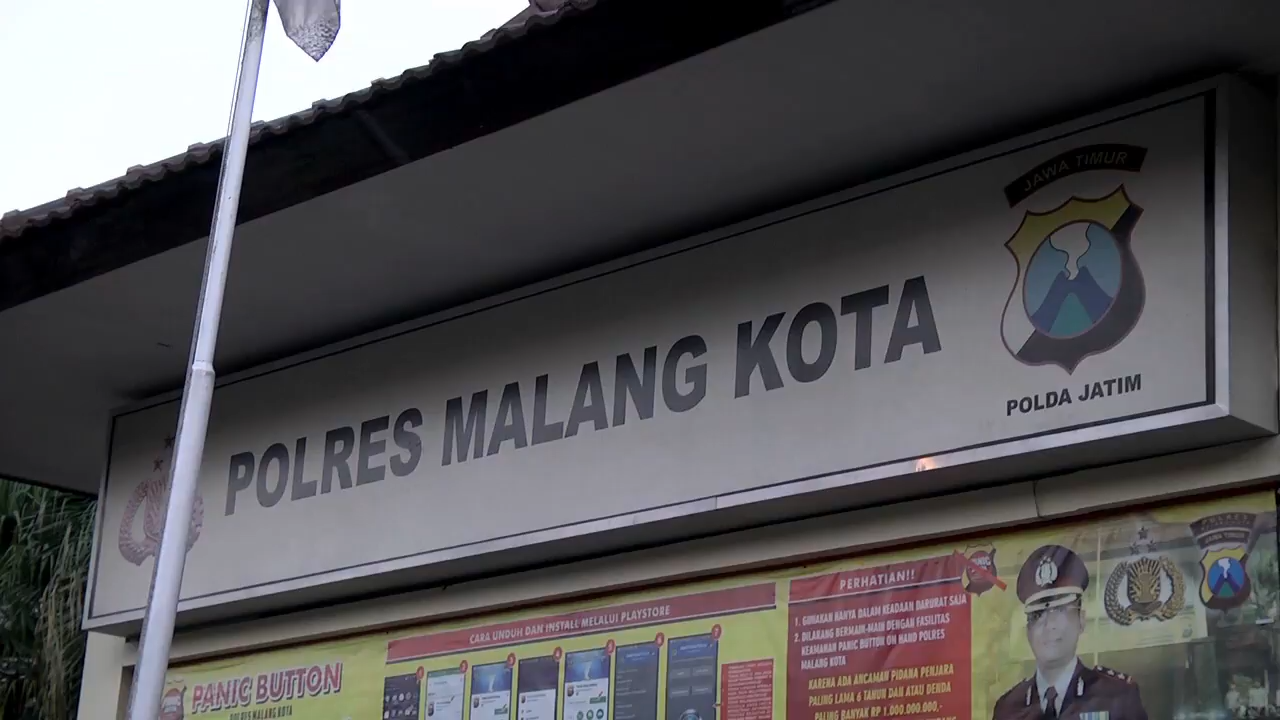 JAWA TIMUR
POLRES MALANG KOTA
POLDA JATIM
JAWA TIMUR
PERHATIAN!!
PANIC
1. GUNAKAN HANYA DALAM KEADAAN DARURAT SAJA
2. DILARANG BERMAIN-MAIN DENGAN FASILITAS
KEAMANAN PANIC BUTTON ON HAND POLRES
MALANG KOTA
KARENA ADA ANCAMAN PIDANA PENJARA
PALING LAMA 6 TAHUN DAN ATAU DENDA
PALING BANYAK RP 1.000.000.000,-
CARA UNDUH DAN INSTALL MELALUI PLAYSTORE
PANIC BUTTON
POLRES MALANG KOTA